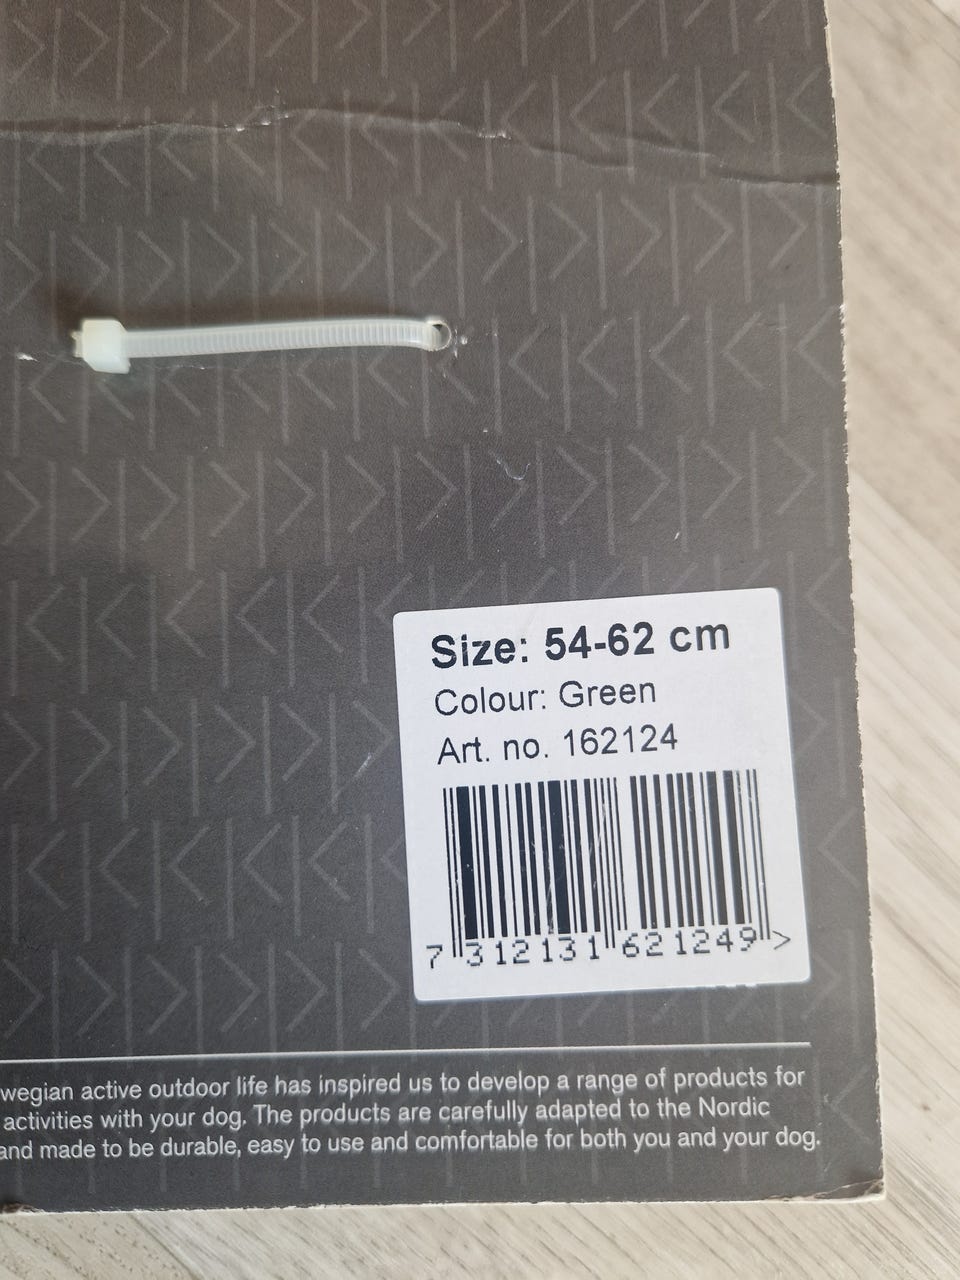 Size: 54-62 cm
Colour: Green
Art. no. 162124
7 312131 621249 >
wegian active outdoor life has inspired us to develop a range of products for
activities with your dog. The products are carefully adapted to the Nordic
and made to be durable, easy to use and comfortable for both you and your dog.